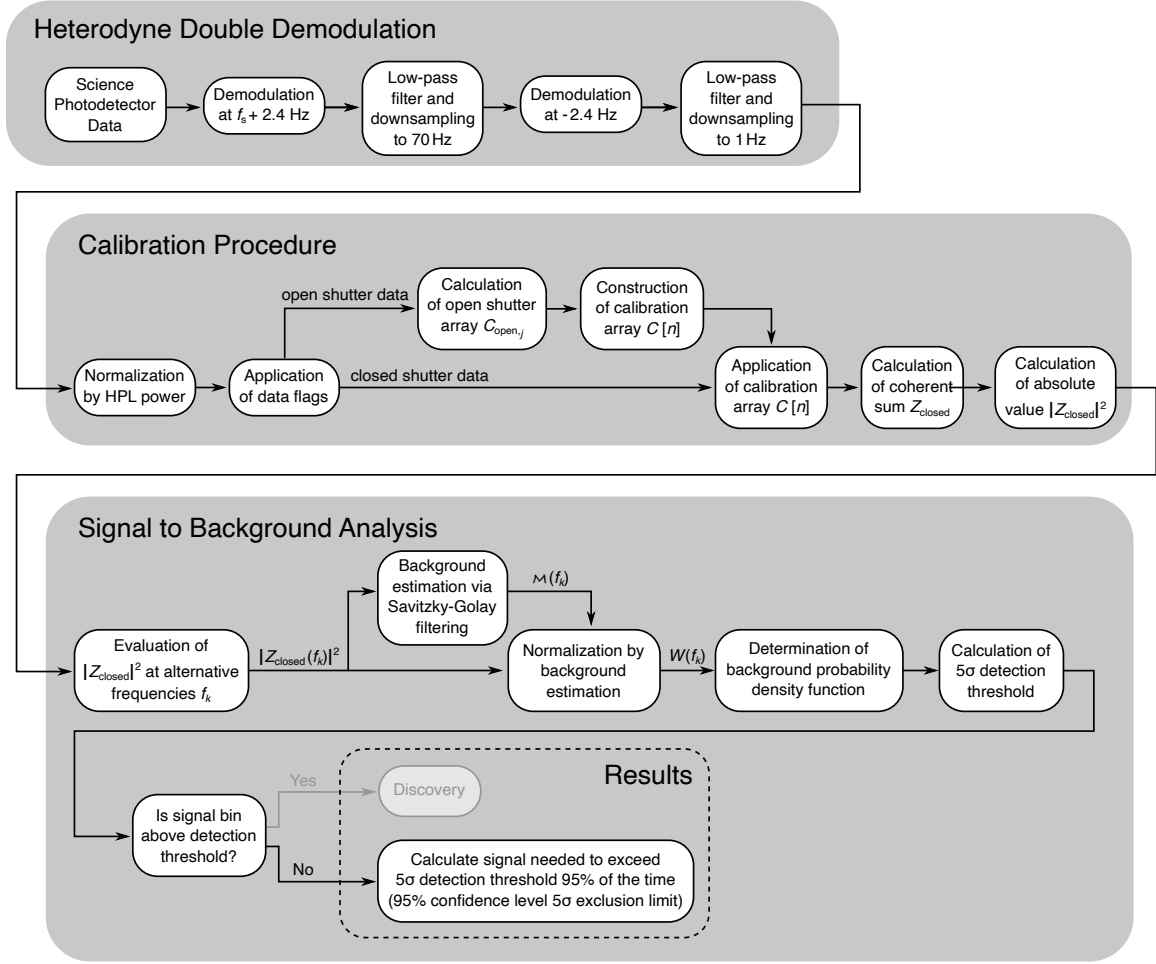 Heterodyne Double Demodulation
Science
Photodetector
Data
Demodulation
at fs + 2.4 Hz
Low-pass
filter and
downsampling
to 70 Hz
Demodulation
at - 2.4 Hz
Low-pass
filter and
downsampling
to 1 Hz
Calibration Procedure
open shutter data
Calculation
of open shutter
array Copen,j
Construction
of calibration
array C [n]
Normalization
by HPL power
Application
of data flags
closed shutter data
Application
of calibration
array C [n]
Calculation
of coherent
sum Zclosed
Calculation
of absolute
value |Zclosed|²
Signal to Background Analysis
Evaluation of
|Zclosed|² at alternative
frequencies fk
|Zclosed(fk)|²
Background
estimation via
Savitzky-Golay
filtering
M(fk)
Normalization by
background
estimation
W(fk)
Determination of
background probability
density function
Calculation of
5σ detection
threshold
Is signal bin
above detection
threshold?
Yes
No
Results
Discovery
Calculate signal needed to exceed
5σ detection threshold 95% of the time
(95% confidence level 5σ exclusion limit)